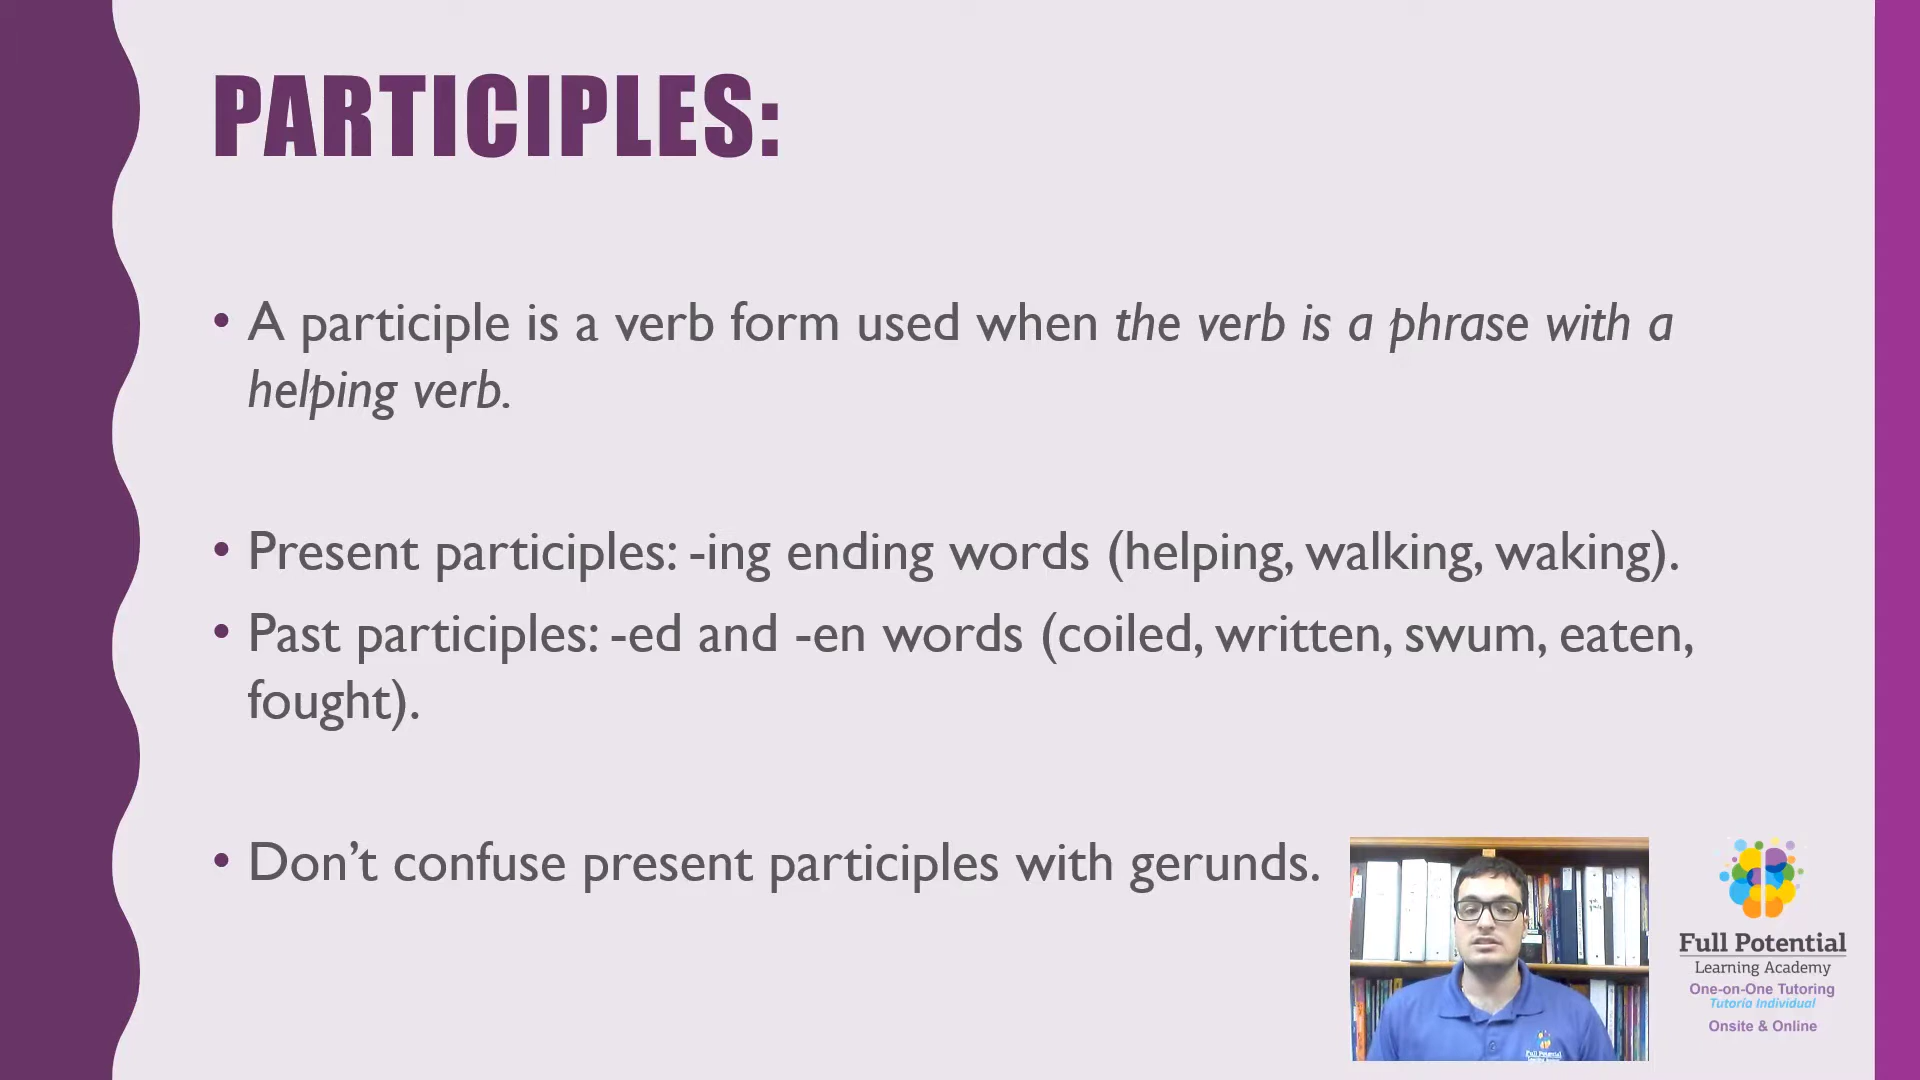 PARTICIPLES:
• A participle is a verb form used when the verb is a phrase with a
helping verb.
• Present participles: -ing ending words (helping, walking, waking).
• Past participles: -ed and -en words (coiled, written, swum, eaten,
fought).
• Don’t confuse present participles with gerunds.
Full Potential
Learning Academy
One-on-One Tutoring
Tutoría Individual
Onsite & Online
Full Potential